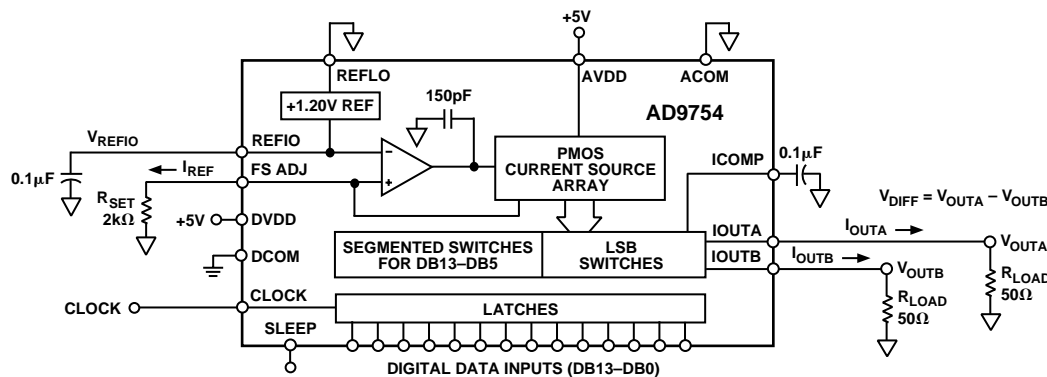 +5V
REFLO
AVDD
ACOM
+1.20V REF
150pF
AD9754
V_REFIO
REFIO
PMOS
CURRENT SOURCE
ARRAY
ICOMP
0.1µF
0.1µF
I_REF
FS ADJ
V_DIFF = V_OUTA – V_OUTB
R_SET
2kΩ
+5V
DVDD
DCOM
SEGMENTED SWITCHES
FOR DB13–DB5
LSB
SWITCHES
IOUTA
I_OUTA
V_OUTA
IOUTB
I_OUTB
V_OUTB
R_LOAD
50Ω
R_LOAD
50Ω
CLOCK
CLOCK
LATCHES
SLEEP
DIGITAL DATA INPUTS (DB13–DB0)